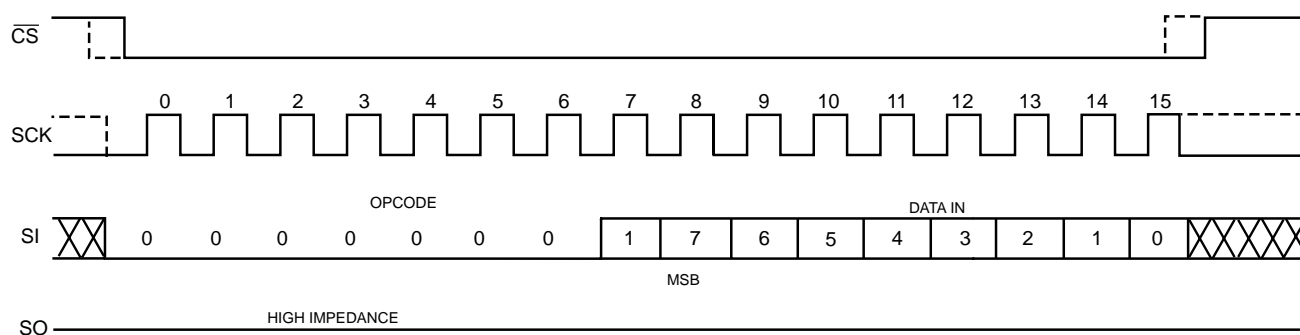 CS
0 1 2 3 4 5 6 7 8 9 10 11 12 13 14 15
SCK
OPCODE DATA IN
SI 0 0 0 0 0 0 0 1 7 6 5 4 3 2 1 0
MSB
HIGH IMPEDANCE
SO